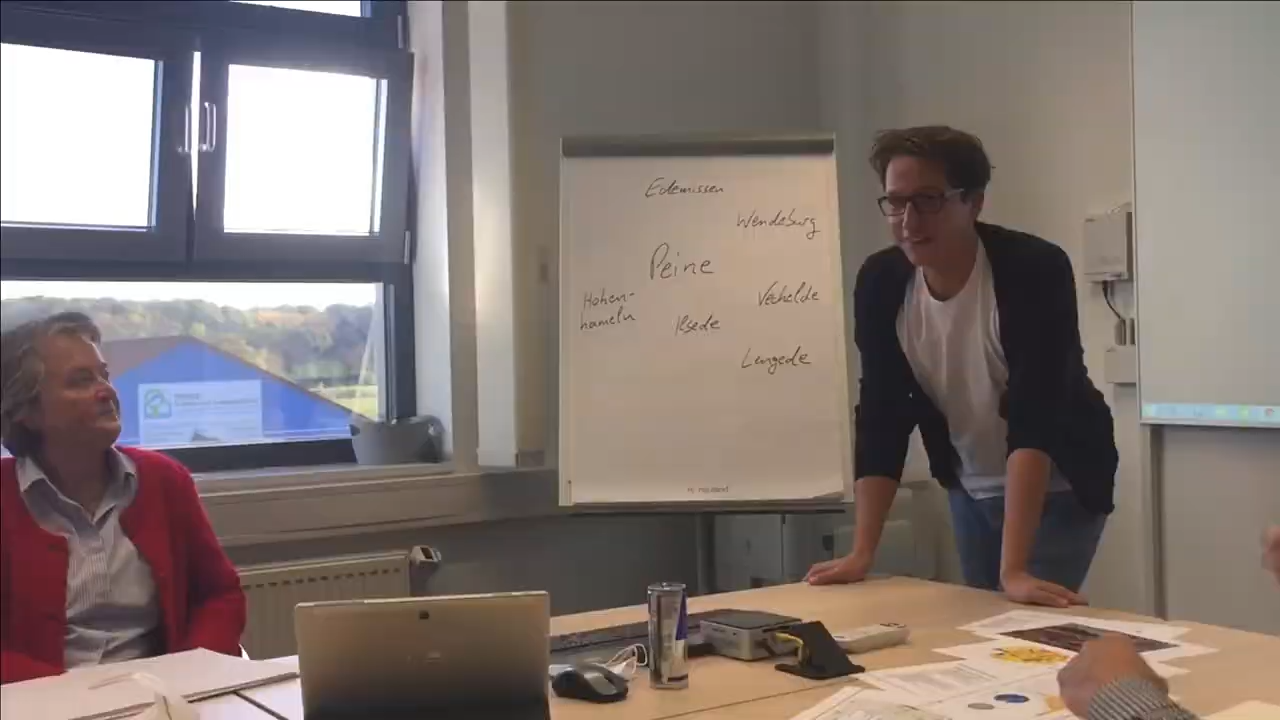 Edemissen
Wendeburg
Peine
Hohen-
hameln
Vechelde
Ilsede
Lengede